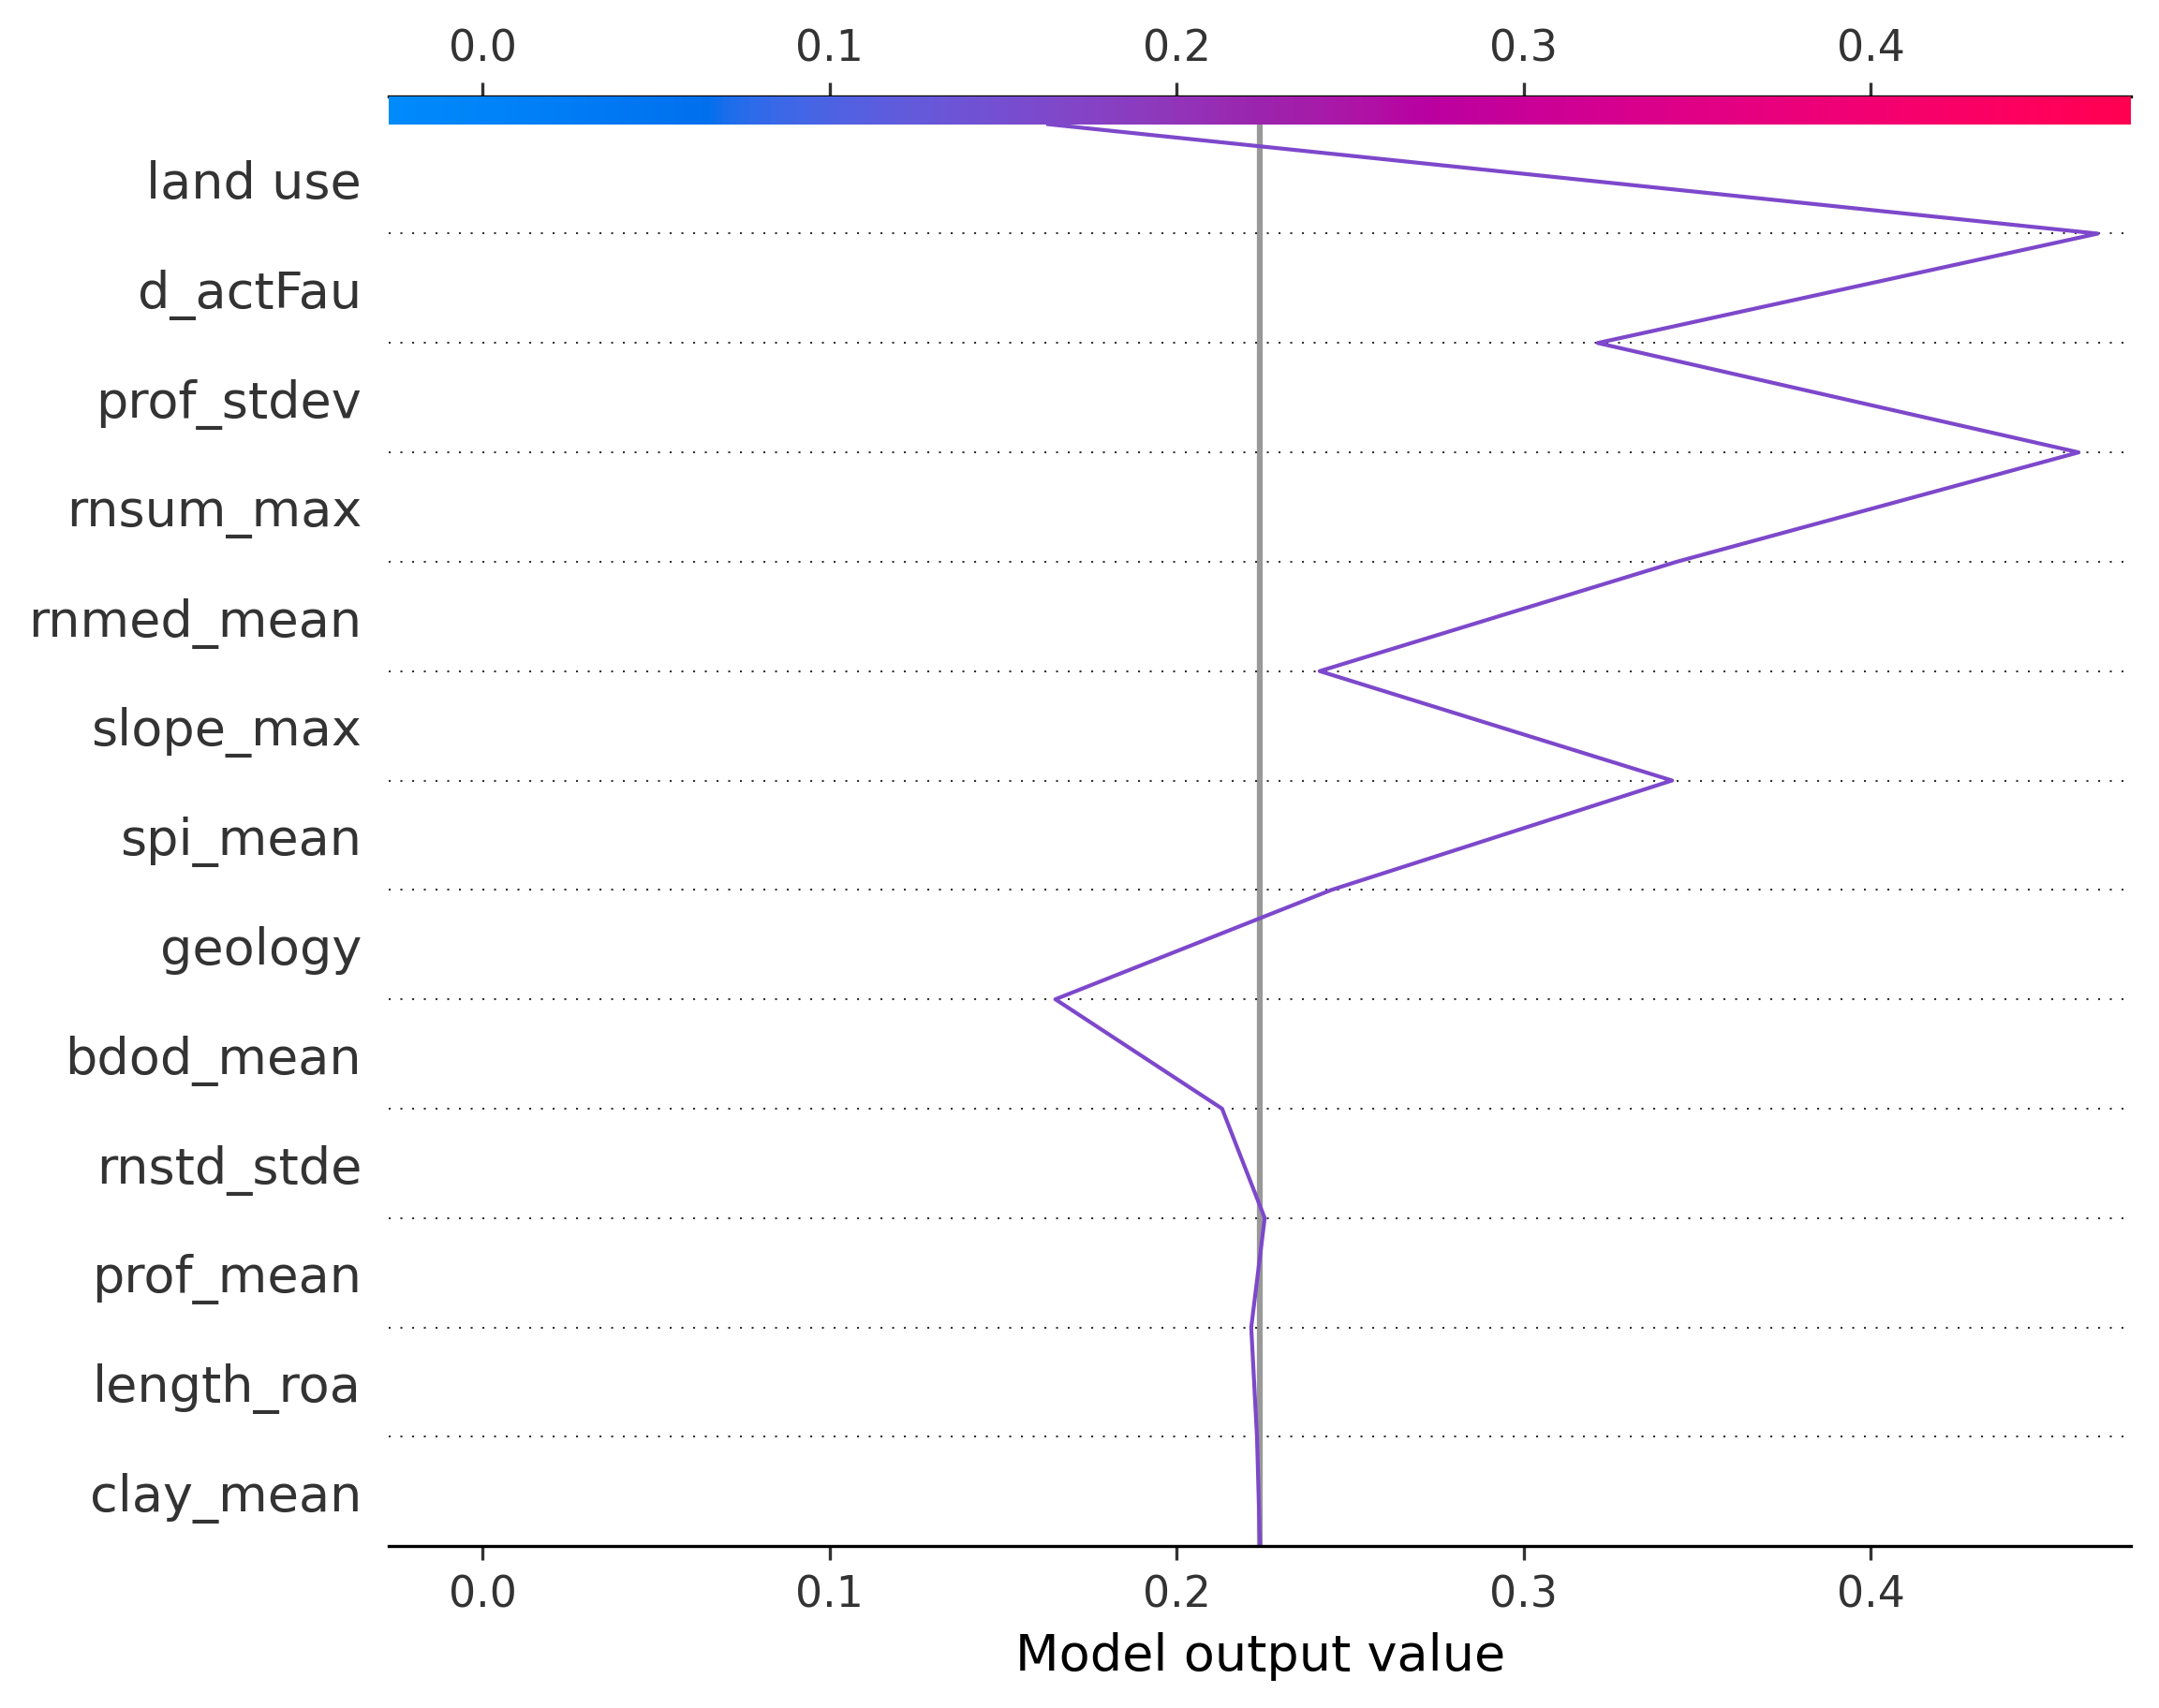 0.0 0.1 0.2 0.3 0.4
land use
d_actFau
prof_stdev
rnsum_max
rnmed_mean
slope_max
spi_mean
geology
bdod_mean
rnstd_stde
prof_mean
length_roa
clay_mean
0.0 0.1 0.2 0.3 0.4
Model output value